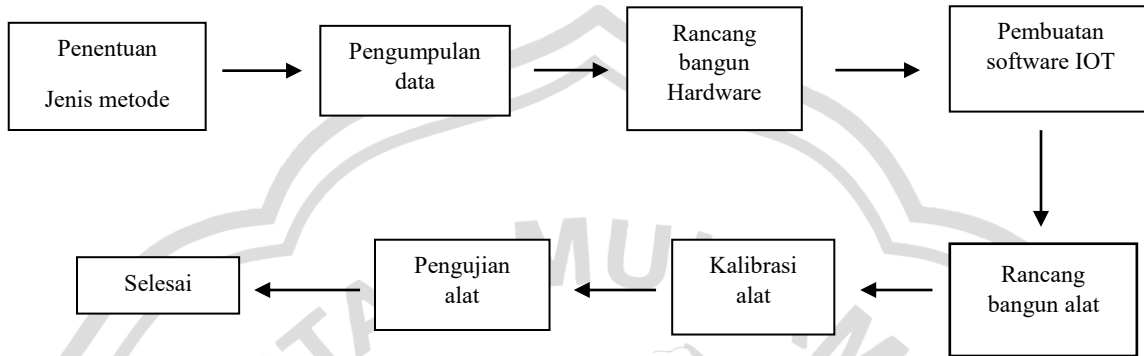 Penentuan
Jenis metode
Pengumpulan
data
Rancang
bangun
Hardware
Pembuatan
software IOT
Rancang
bangun alat
Kalibrasi
alat
Pengujian
alat
Selesai